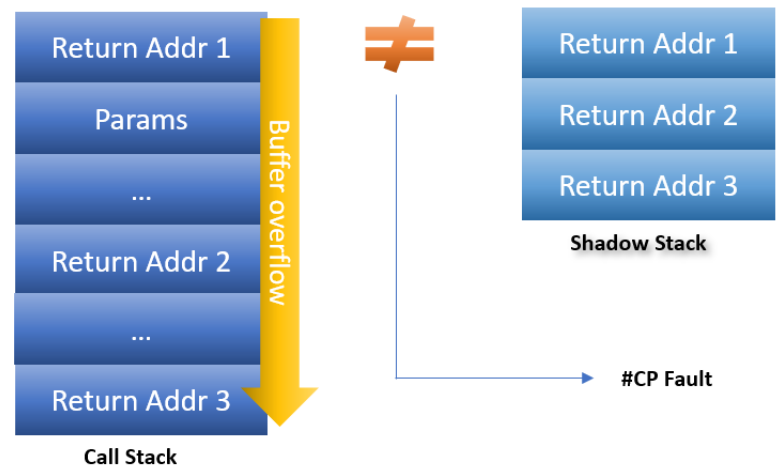 Return Addr 1
Params
...
Return Addr 2
...
Return Addr 3
Call Stack
Buffer overflow
≠
Return Addr 1
Return Addr 2
Return Addr 3
Shadow Stack
#CP Fault